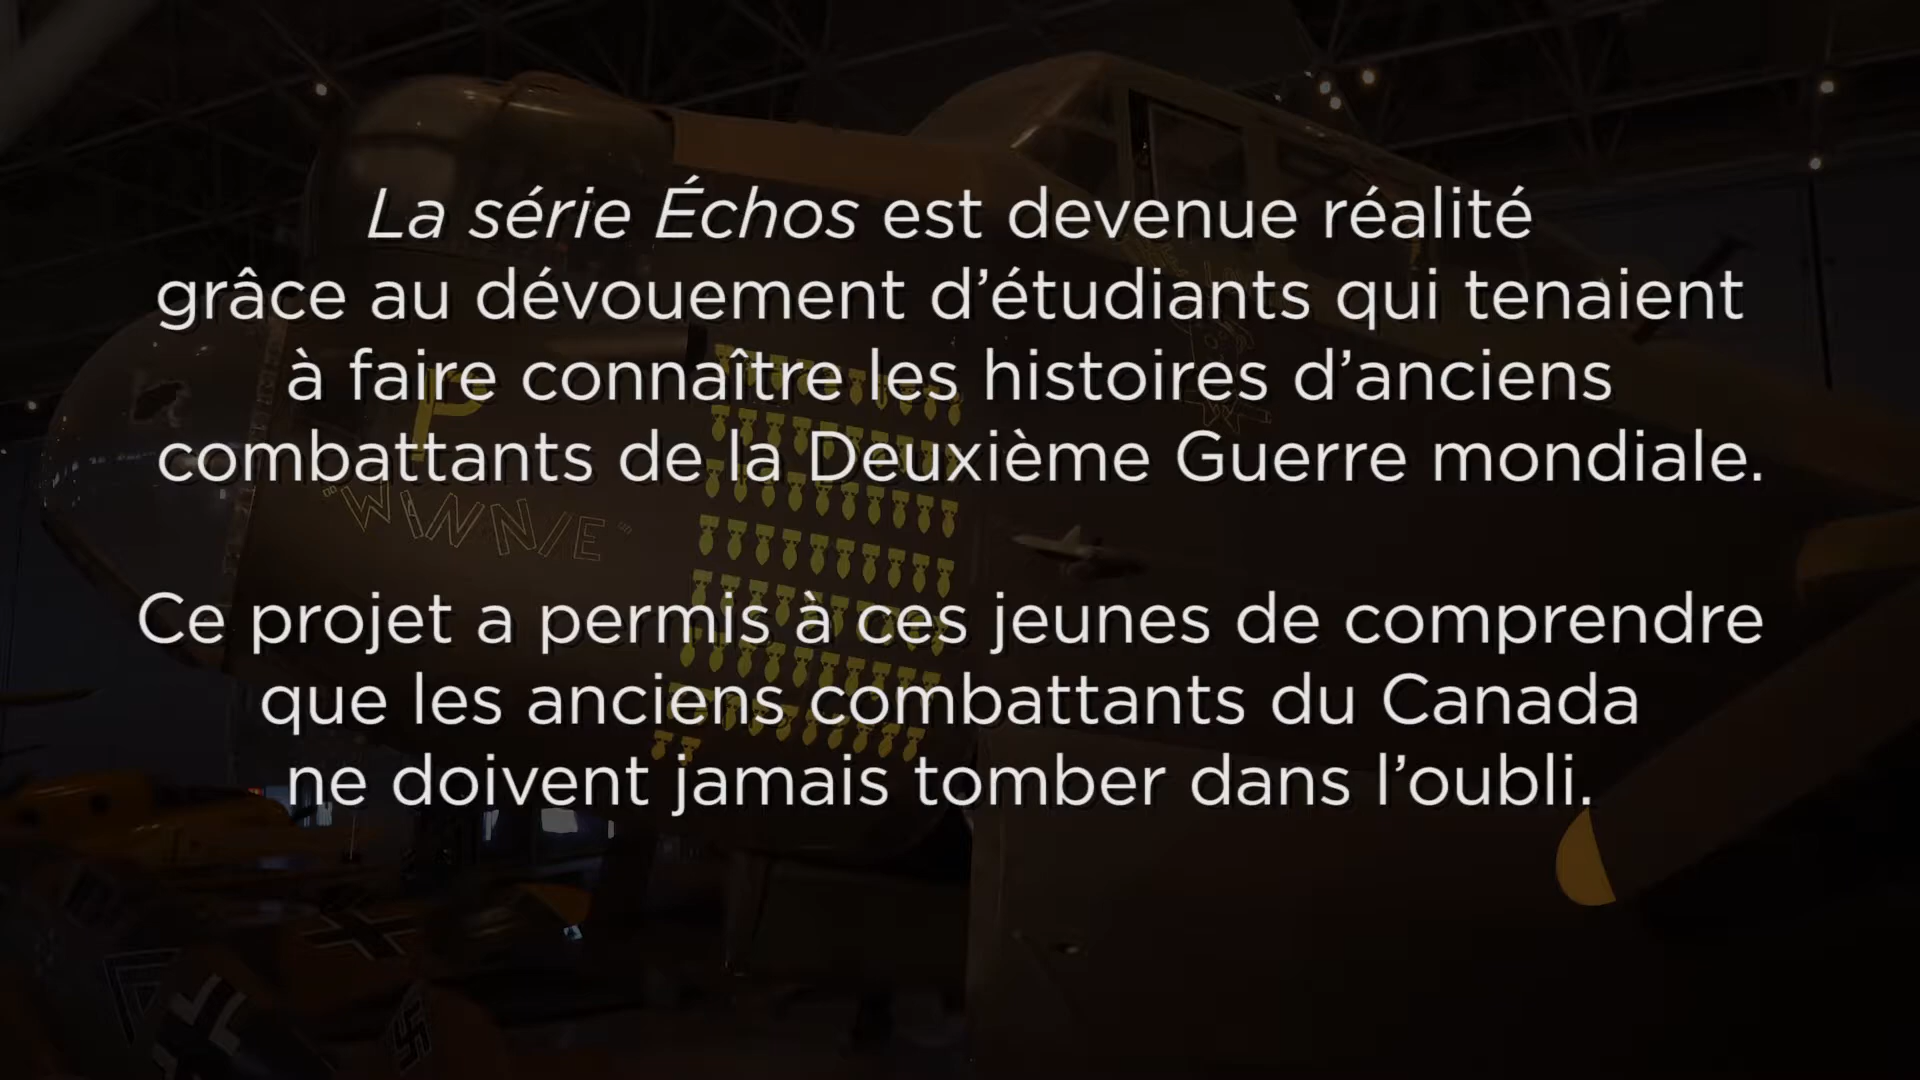 La série Échos est devenue réalité
grâce au dévouement d’étudiants qui tenaient
à faire connaître les histoires d’anciens
combattants de la Deuxième Guerre mondiale.
Ce projet a permis à ces jeunes de comprendre
que les anciens combattants du Canada
ne doivent jamais tomber dans l’oubli.
P
"WINNIE"